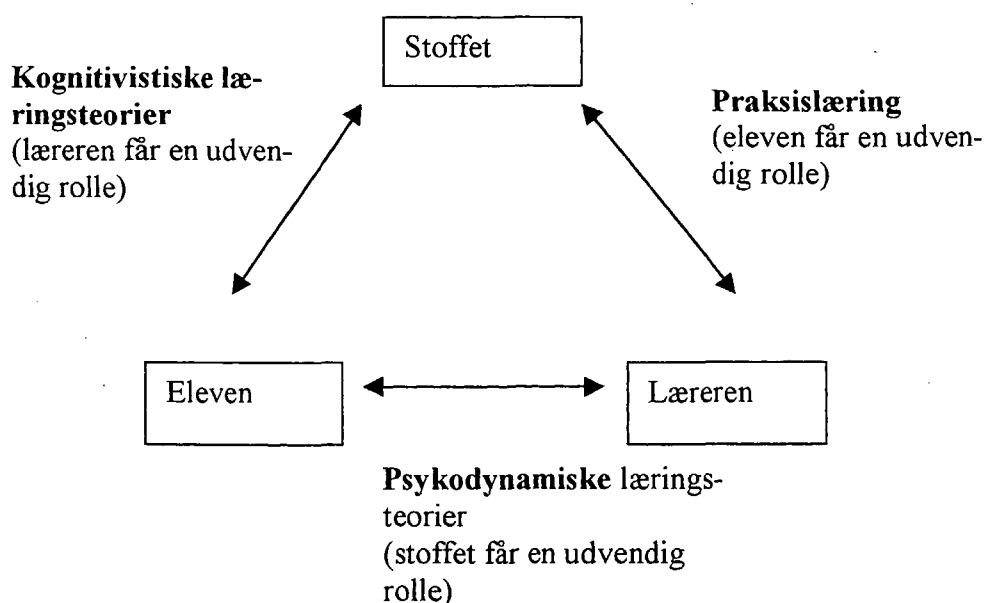 Stoffet
Kognitivistiske læ-
ringsteorier
(læreren får en udven-
dig rolle)
Praksislæring
(eleven får en udven-
dig rolle)
Eleven
Læreren
Psykodynamiske lærings-
teorier
(stoffet får en udvendig
rolle)